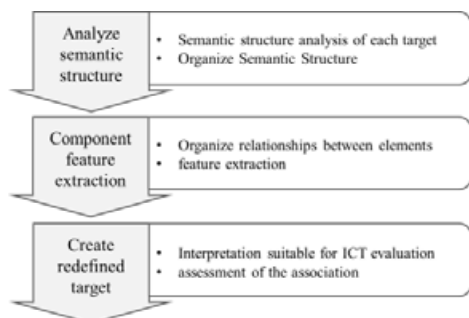 Analyze
semantic
structure
• Semantic structure analysis of each target
• Organize Semantic Structure
Component
feature
extraction
• Organize relationships between elements
• feature extraction
Create
redefined
target
• Interpretation suitable for ICT evaluation
• assessment of the association